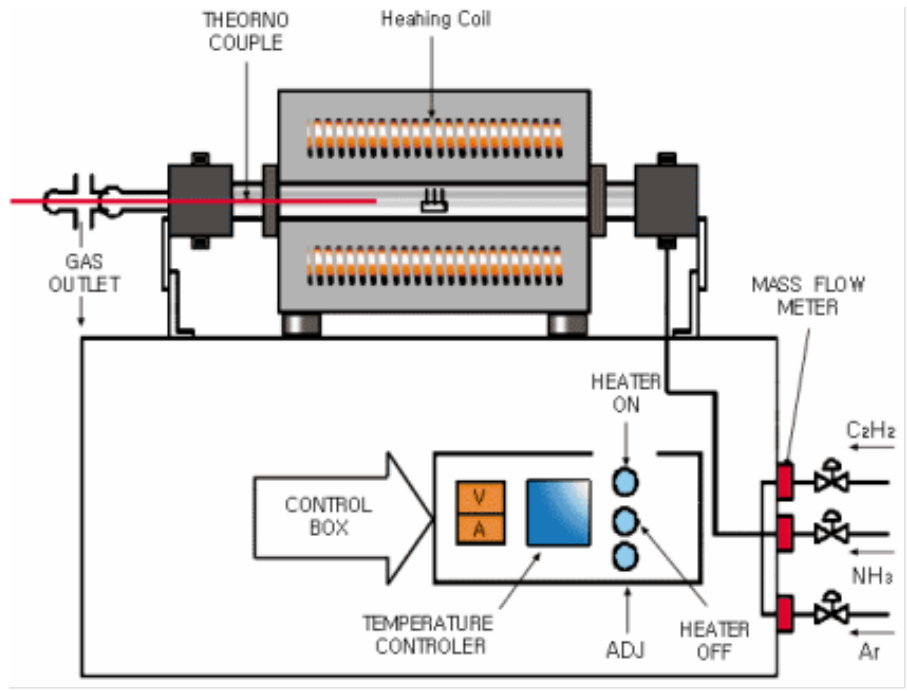 THEORNO
COUPLE
Heahing Coil
GAS
OUTLET
MASS FLOW
METER
HEATER
ON
C₂H₂
CONTROL
BOX
V
A
NH₃
TEMPERATURE
CONTROLER
ADJ
HEATER
OFF
Ar